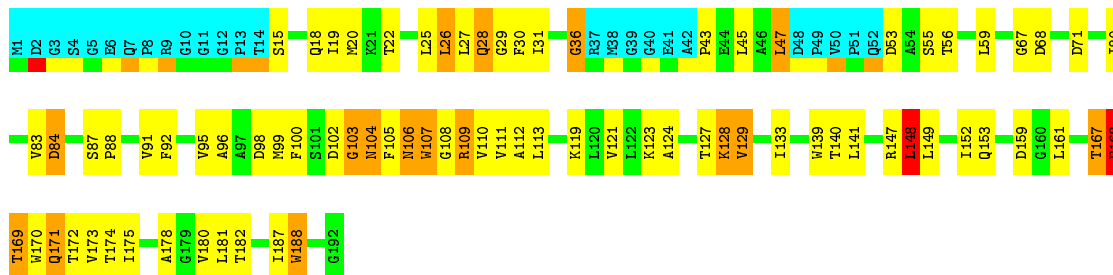 M1 D2 G3 S4 G5 E6 Q7 P8 R9 G10 G11 G12 P13 T14 S15 Q18 I19 M20 K21 T22 L25 L26 L27 Q28 G29 F30 I31 G36 R37 M38 G39 G40 E41 A42 P43 E44 L45 A46 L47 D48 P49 V50 P51 Q52 D53 A54 S55 T56 L59 G67 D68 D71
V83 D84 S87 P88 V91 F92 V95 A96 A97 D98 M99 F100 S101 D102 G103 N104 F105 N106 W107 G108 R109 V110 V111 A112 L113 K119 L120 V121 L122 K123 A124 T127 K128 V129 I133 W139 T140 L141 R147 L148 L149 I152 Q153 D159 G160 L161 T167
T169 W170 Q171 T172 V173 T174 I175 A178 G179 V180 L181 T182 I187 W188 G192